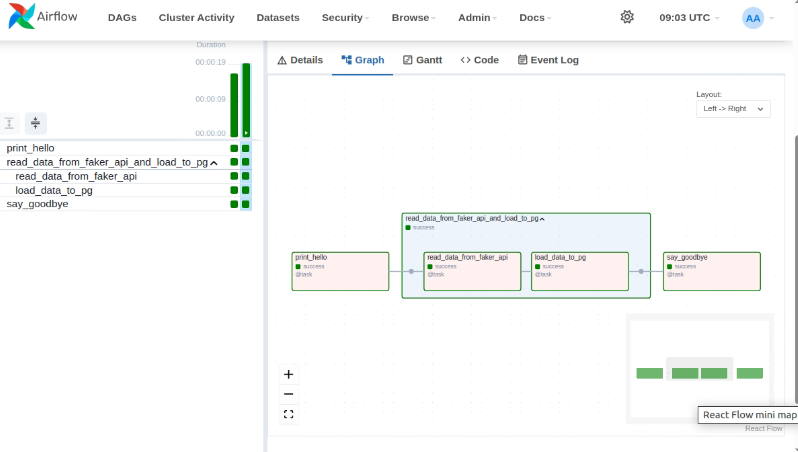 Airflow DAGs Cluster Activity Datasets Security Browse Admin Docs 09:03 UTC AA
Duration
00:00:19
00:00:09
00:00:00
print_hello
read_data_from_faker_api_and_load_to_pg
read_data_from_faker_api
load_data_to_pg
say_goodbye
Details Graph Gantt Code Event Log
Layout:
Left -> Right
read_data_from_faker_api_and_load_to_pg
success
print_hello
success
@task
read_data_from_faker_api
success
@task
load_data_to_pg
success
@task
say_goodbye
success
@task
React Flow mini map
React Flow